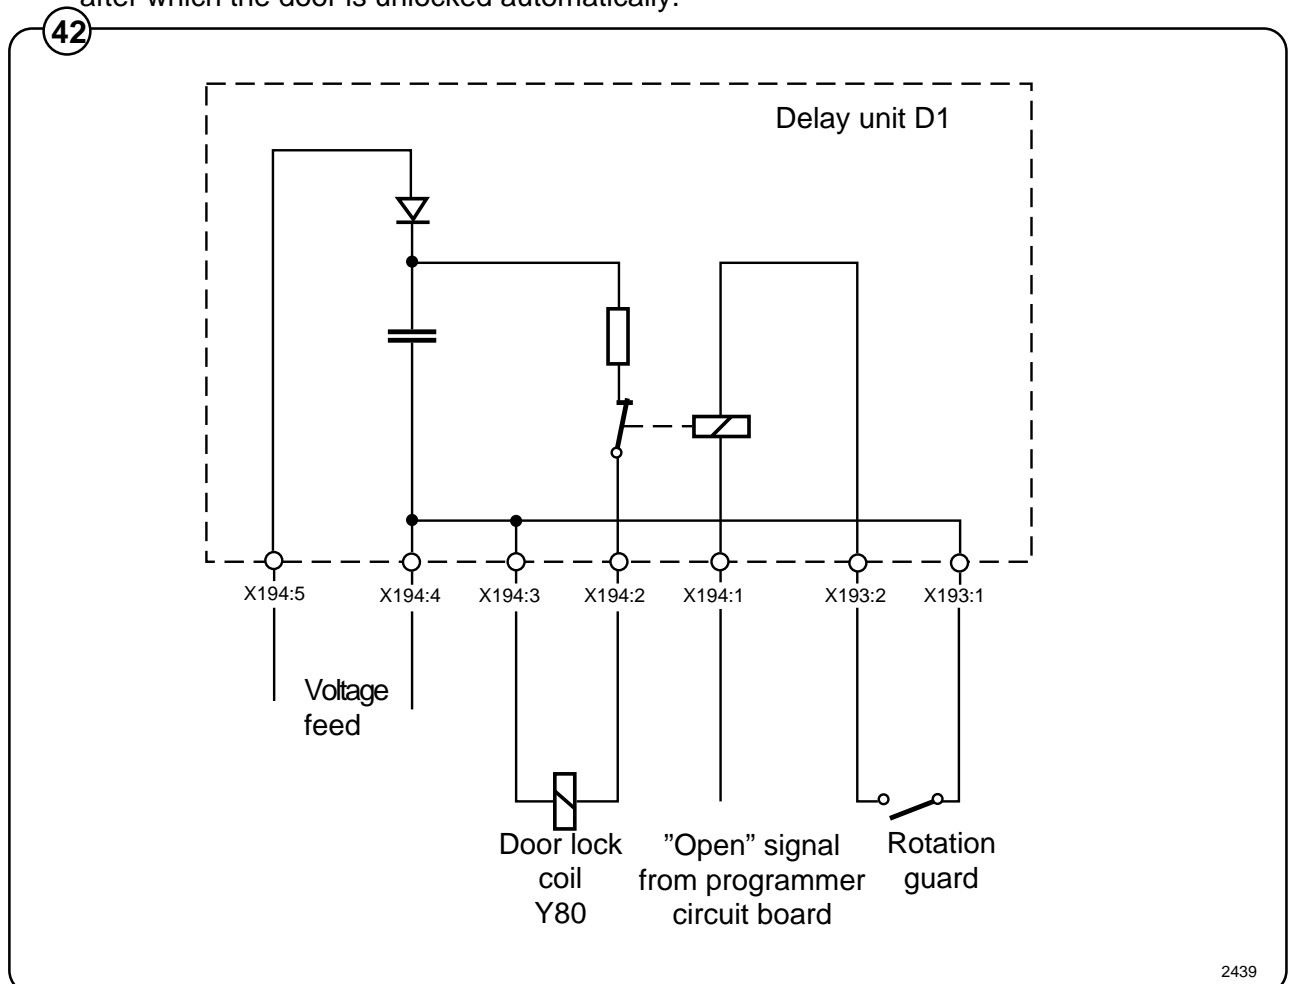 after which the door is unlocked automatically.
42
Delay unit D1
X194:5 X194:4 X194:3 X194:2 X194:1 X193:2 X193:1
Voltage
feed
Door lock
coil
Y80
”Open” signal
from programmer
circuit board
Rotation
guard
2439